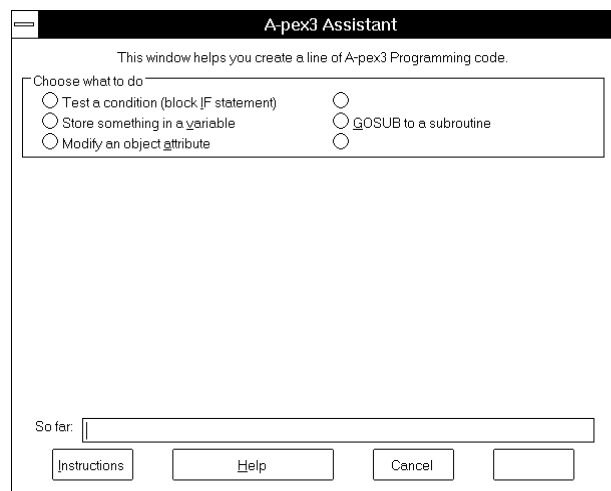 A-pex3 Assistant
This window helps you create a line of A-pex3 Programming code.
Choose what to do
Test a condition (block IF statement)
Store something in a variable
GOSUB to a subroutine
Modify an object attribute
So far:
Instructions
Help
Cancel